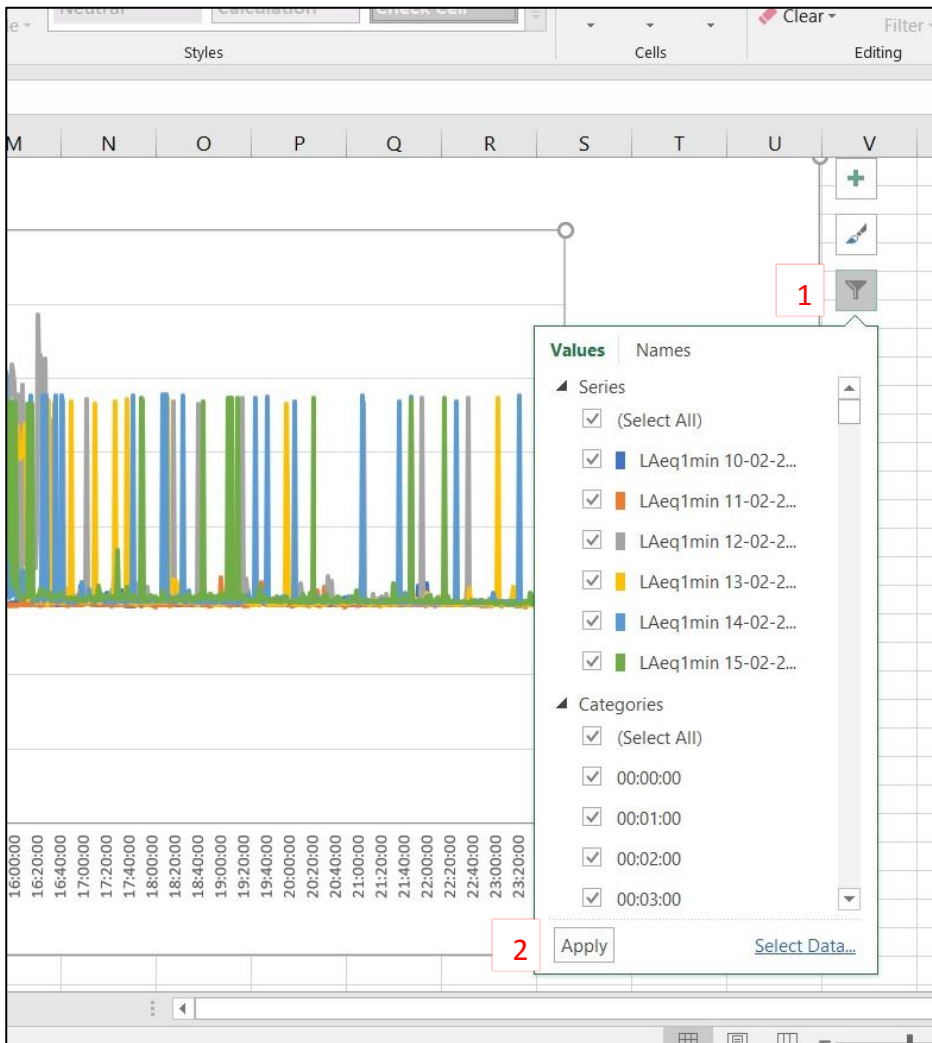 Neutral Calculation Check Cell Clear
Filter
Styles Cells Editing
M N O P Q R S T U V
1
Values Names
Series
(Select All)
LAeq1min 10-02-2...
LAeq1min 11-02-2...
LAeq1min 12-02-2...
LAeq1min 13-02-2...
LAeq1min 14-02-2...
LAeq1min 15-02-2...
Categories
(Select All)
00:00:00
00:01:00
00:02:00
00:03:00
16:00:00
16:20:00
16:40:00
17:00:00
17:20:00
17:40:00
18:00:00
18:20:00
18:40:00
19:00:00
19:20:00
19:40:00
20:00:00
20:20:00
20:40:00
21:00:00
21:20:00
21:40:00
22:00:00
22:20:00
22:40:00
23:00:00
23:20:00
2
Apply Select Data...